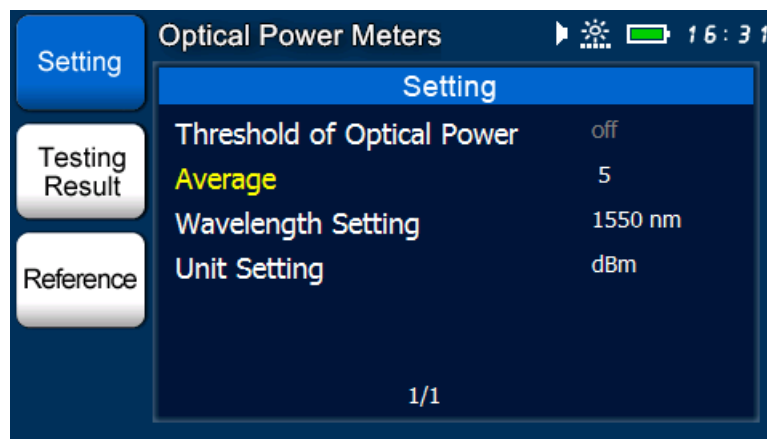 Setting
Optical Power Meters
16:31
Setting
Threshold of Optical Power off
Average 5
Wavelength Setting 1550 nm
Unit Setting dBm
Testing
Result
Reference
1/1